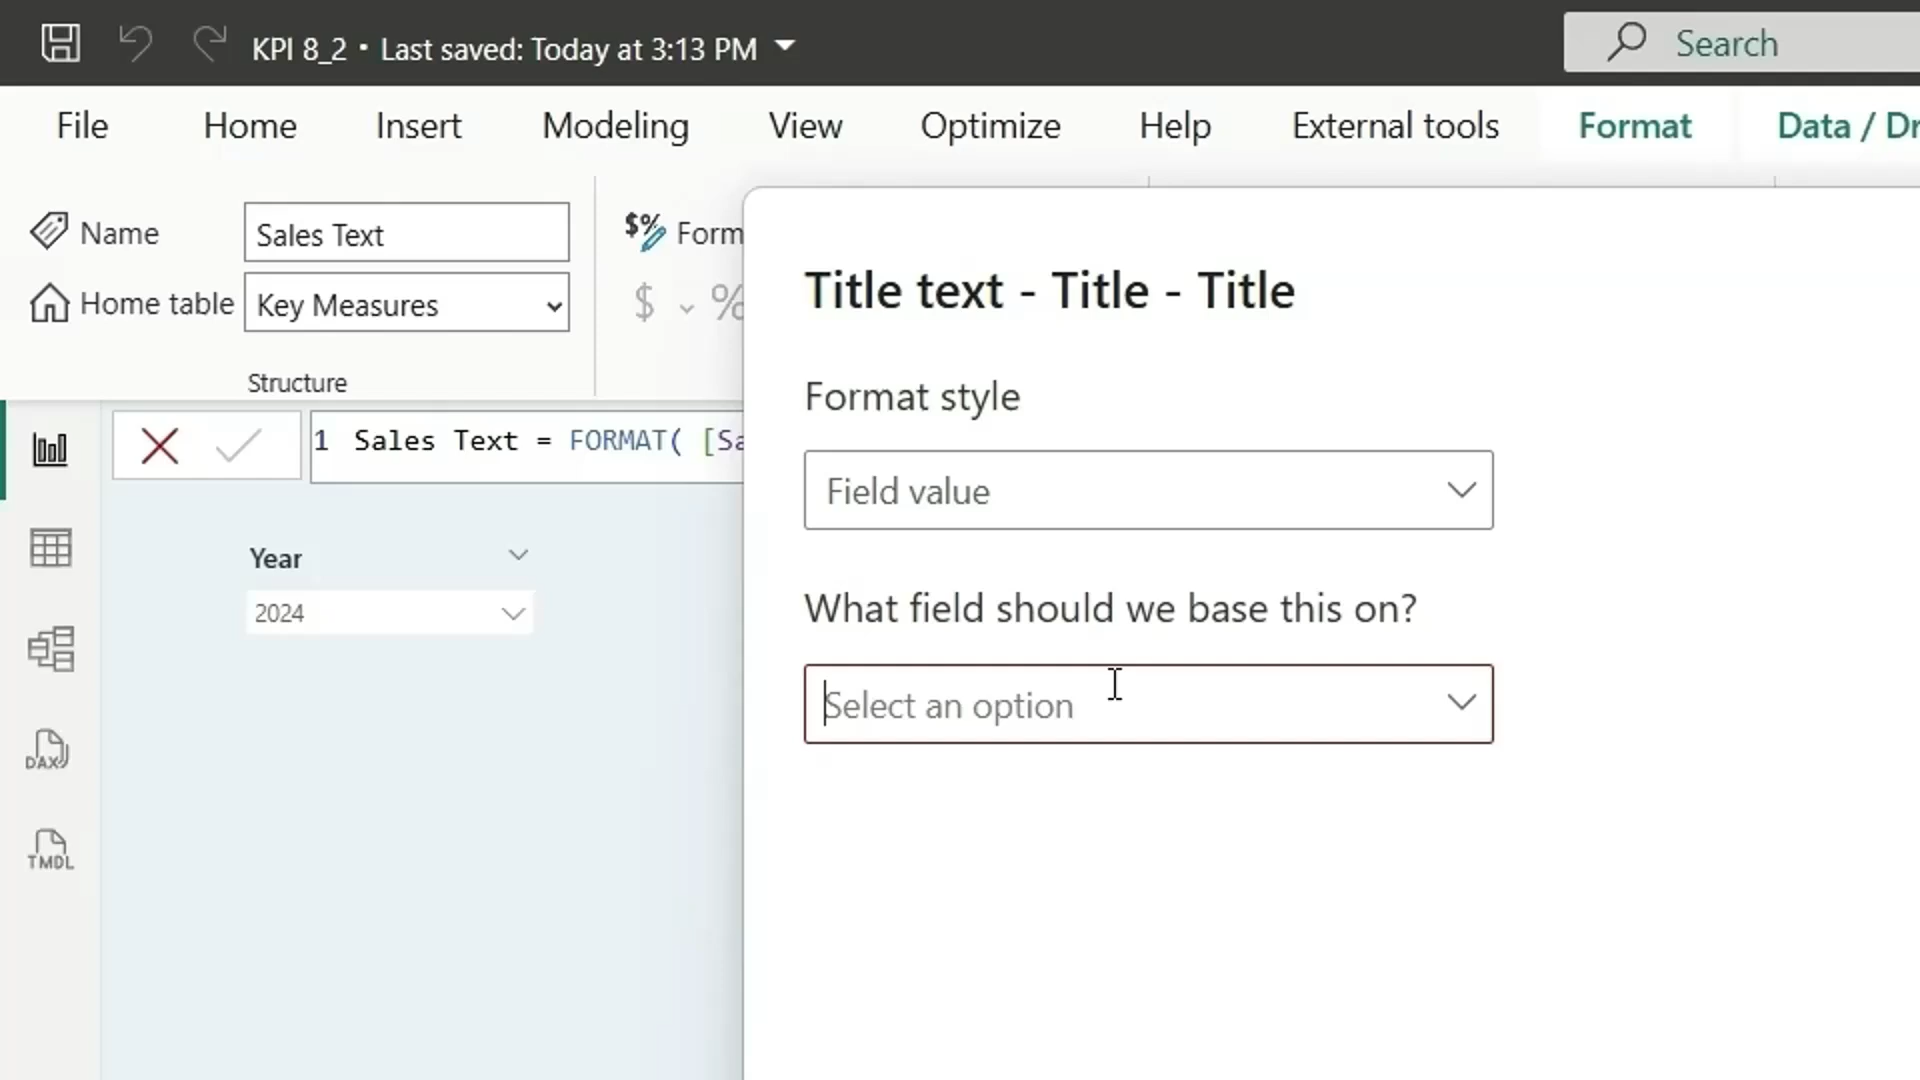 KPI 8_2 • Last saved: Today at 3:13 PM
Search
File Home Insert Modeling View Optimize Help External tools Format Data / Dr
Name Sales Text
Home table Key Measures
Structure
$% Form
$ %
1 Sales Text = FORMAT( [Sa
Year
2024
DAX
TMDL
Title text - Title - Title
Format style
Field value
What field should we base this on?
Select an option